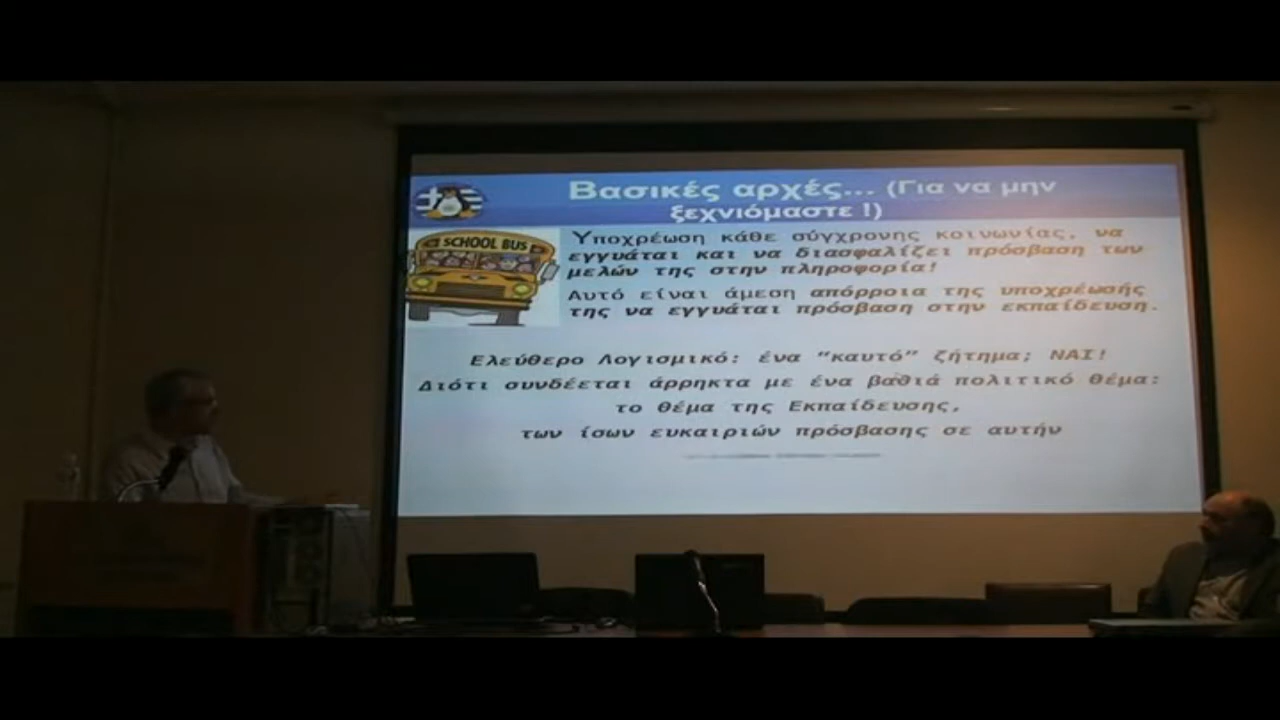 Βασικές αρχές... (Για να μην
ξεχνιόμαστε !)
SCHOOL BUS
Υποχρέωση κάθε σύγχρονης κοινωνίας, να
εγγυάται και να διασφαλίζει πρόσβαση των
μελών της στην πληροφορία!
Αυτό είναι άμεση απόρροια της υποχρέωσής
της να εγγυάται πρόσβαση στην εκπαίδευση.
Ελεύθερο Λογισμικό: ένα “καυτό” ζήτημα; ΝΑΙ!
Διότι συνδέεται άρρηκτα με ένα βαθιά πολιτικό θέμα:
το θέμα της Εκπαίδευσης,
των ίσων ευκαιριών πρόσβασης σε αυτήν